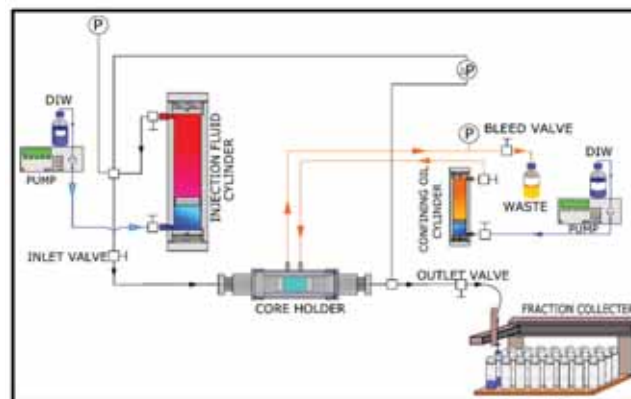 P
ΔP
DIW
PUMP
INJECTION FLUID
CYLINDER
INLET VALVE
CORE HOLDER
P
BLEED VALVE
WASTE
CONFINING OIL
CYLINDER
DIW
PUMP
OUTLET VALVE
FRACTION COLLECTER